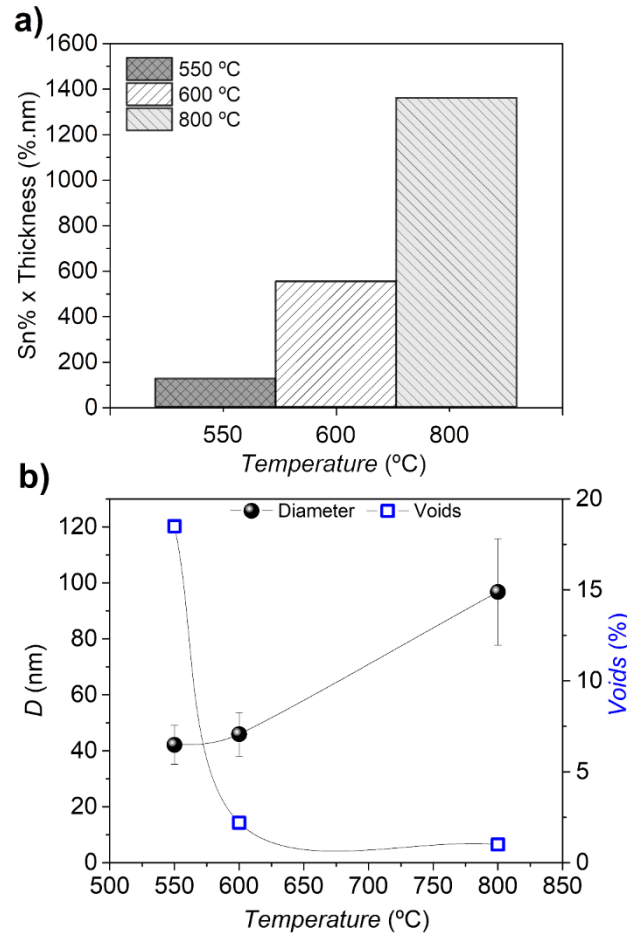 a)
1600
1400
1200
1000
800
600
400
200
0
Sn% x Thickness (%.nm)
550 ºC
600 ºC
800 ºC
550
600
800
Temperature (ºC)
b)
Diameter
Voids
120
100
80
60
40
20
0
D (nm)
20
15
10
5
0
Voids (%)
500
550
600
650
700
750
800
850
Temperature (ºC)